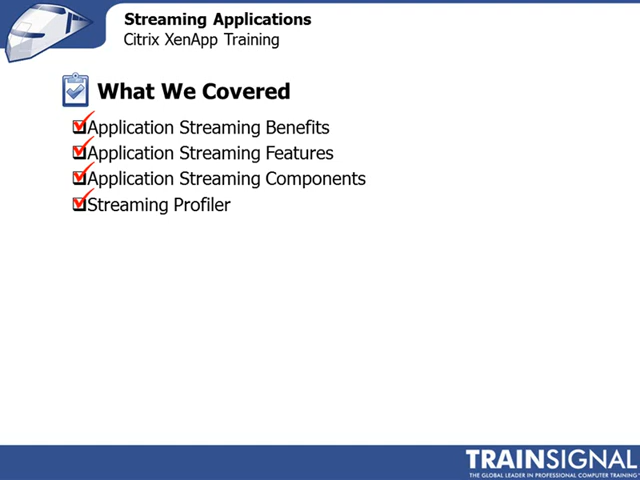 Streaming Applications
Citrix XenApp Training
What We Covered
Application Streaming Benefits
Application Streaming Features
Application Streaming Components
Streaming Profiler
TRAINSIGNAL
THE GLOBAL LEADER IN PROFESSIONAL COMPUTER TRAINING